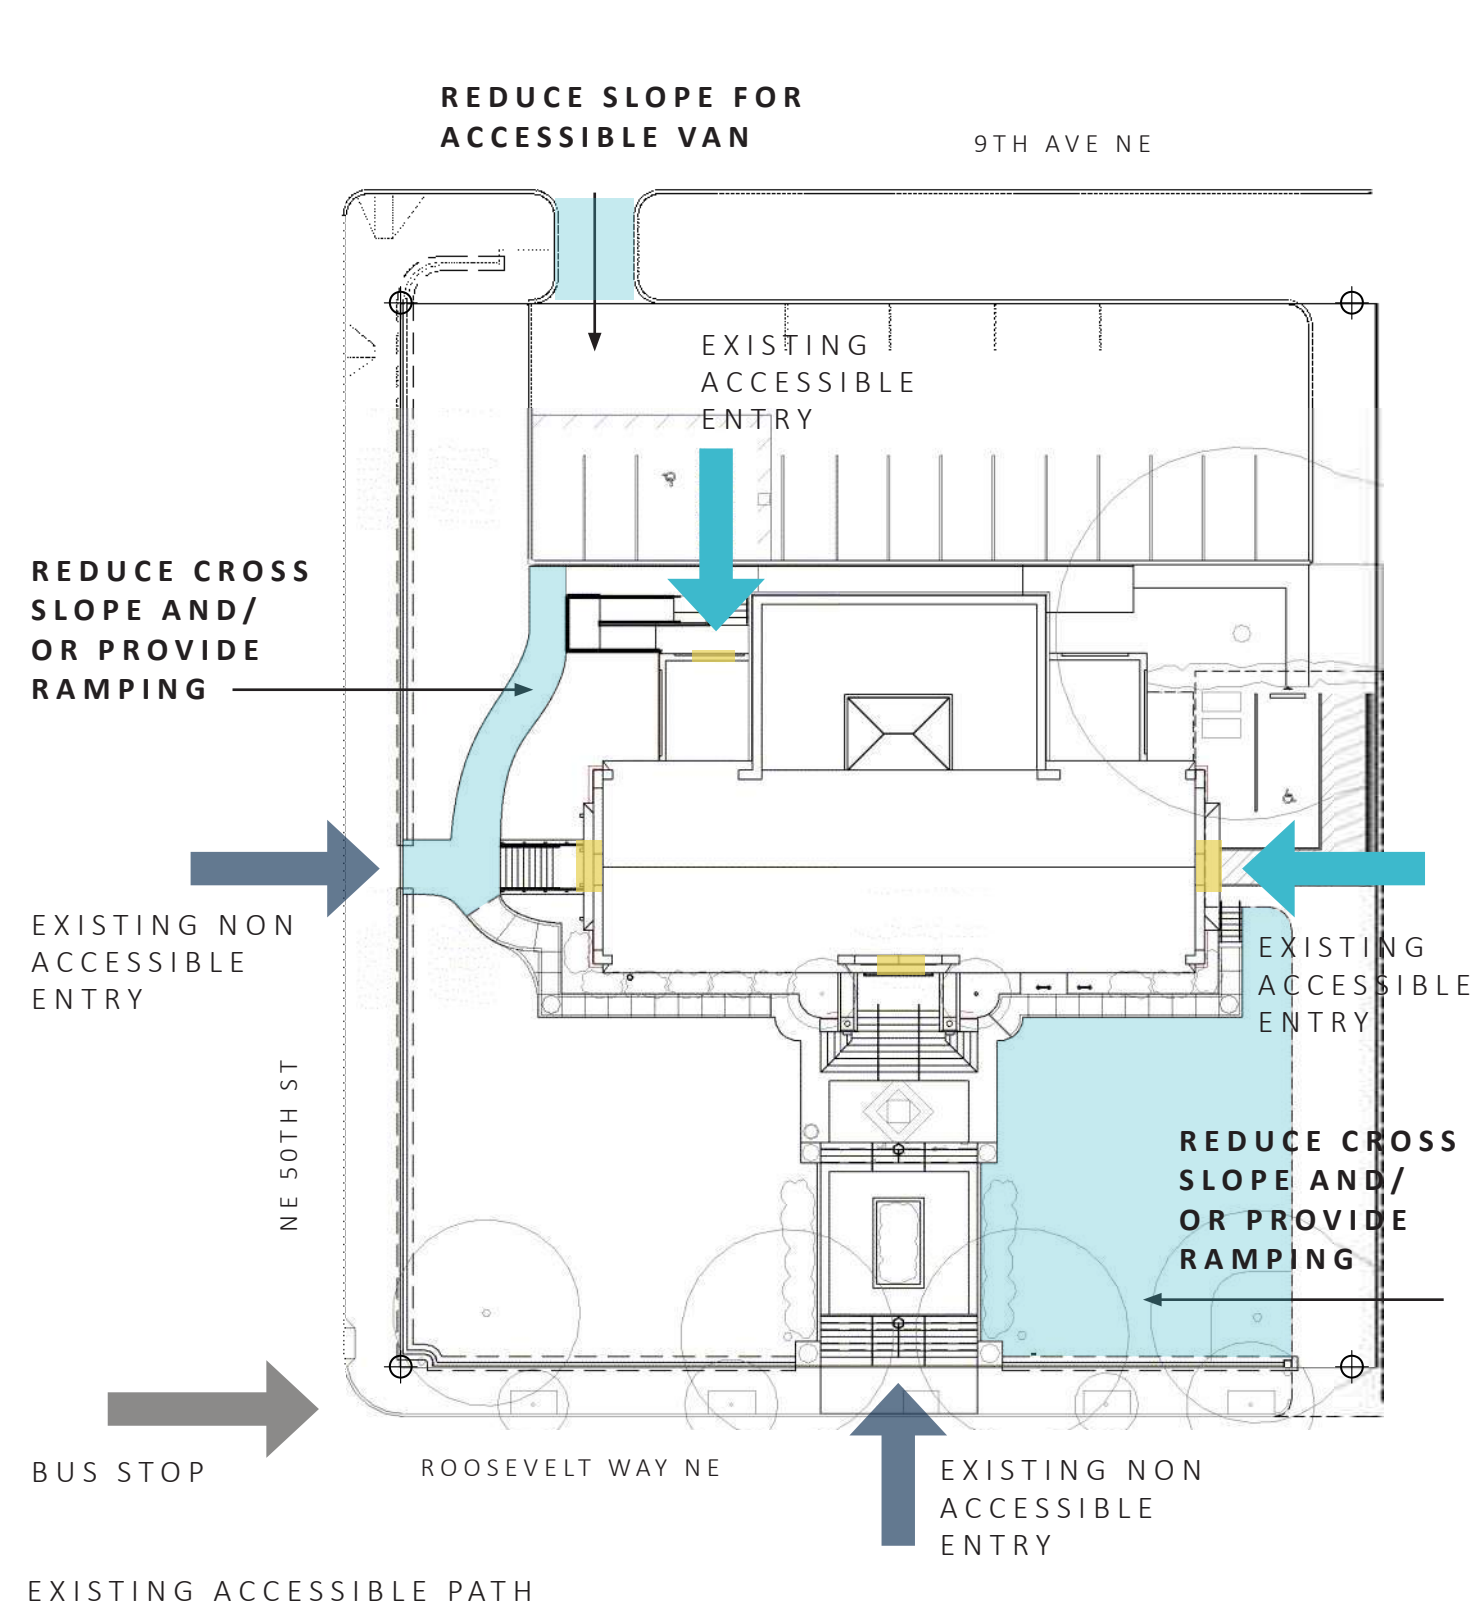 REDUCE SLOPE FOR
ACCESSIBLE VAN
9TH AVE NE
EXISTING
ACCESSIBLE
ENTRY
REDUCE CROSS
SLOPE AND/
OR PROVIDE
RAMPING
EXISTING NON
ACCESSIBLE
ENTRY
EXISTING
ACCESSIBLE
ENTRY
NE 50TH ST
REDUCE CROSS
SLOPE AND/
OR PROVIDE
RAMPING
BUS STOP
ROOSEVELT WAY NE
EXISTING NON
ACCESSIBLE
ENTRY
EXISTING ACCESSIBLE PATH